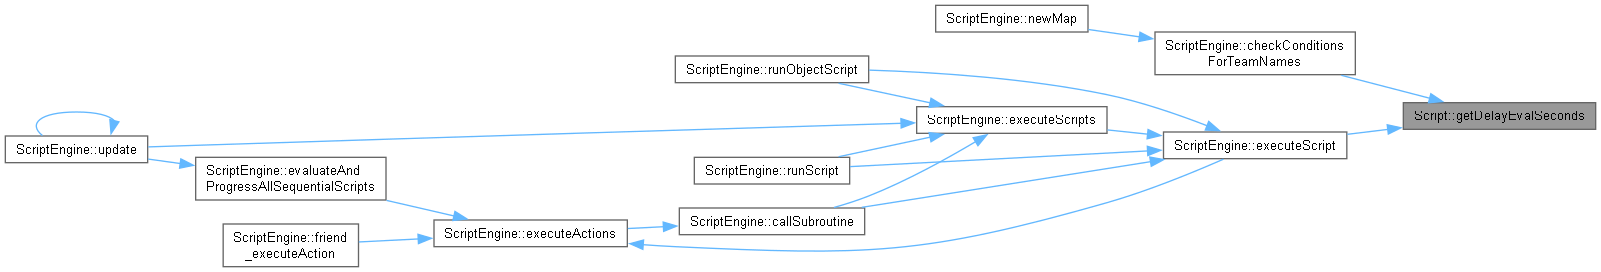 ScriptEngine::newMap
ScriptEngine::checkConditions
ForTeamNames
ScriptEngine::runObjectScript
Script::getDelayEvalSeconds
ScriptEngine::executeScripts
ScriptEngine::update
ScriptEngine::executeScript
ScriptEngine::evaluateAnd
ProgressAllSequentialScripts
ScriptEngine::runScript
ScriptEngine::callSubroutine
ScriptEngine::executeActions
ScriptEngine::friend
_executeAction